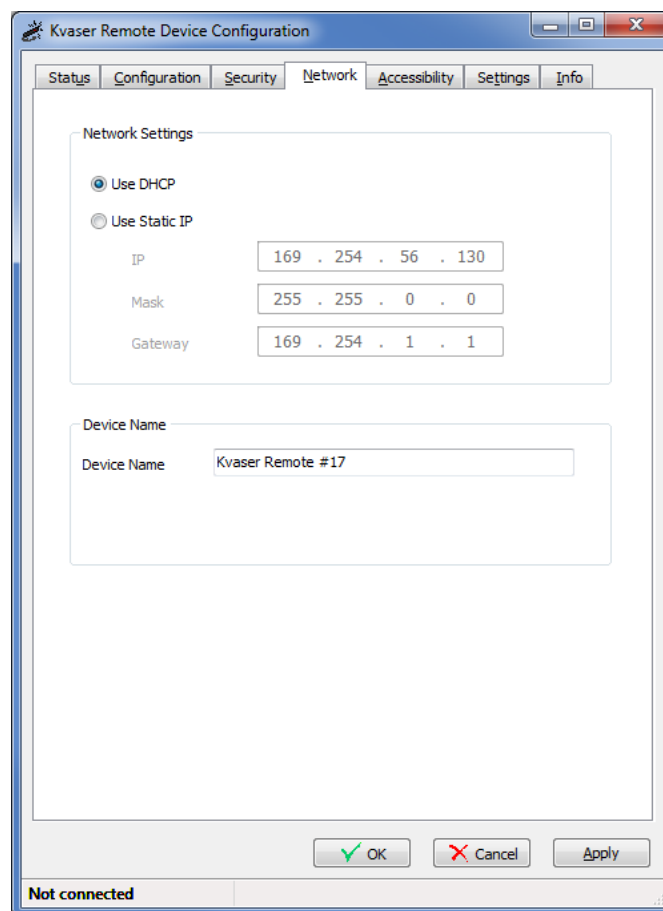 Kvaser Remote Device Configuration
Status Configuration Security Network Accessibility Settings Info
Network Settings
Use DHCP
Use Static IP
IP 169 . 254 . 56 . 130
Mask 255 . 255 . 0 . 0
Gateway 169 . 254 . 1 . 1
Device Name
Device Name Kvaser Remote #17
OK Cancel Apply
Not connected